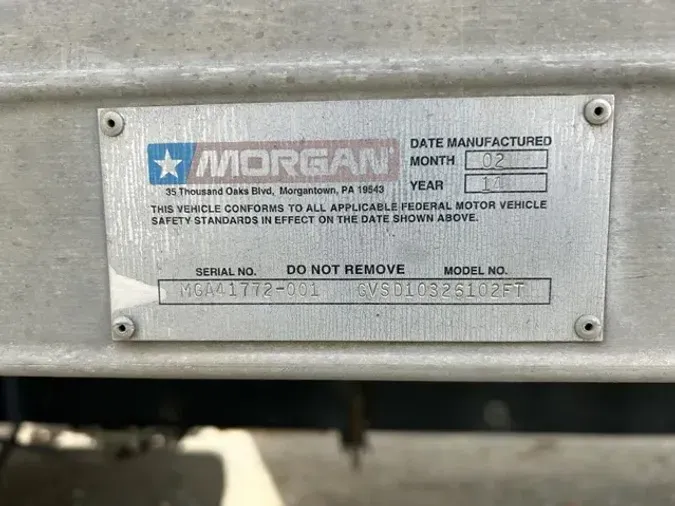 MORGAN
35 Thousand Oaks Blvd, Morgantown, PA 19543
DATE MANUFACTURED
MONTH 02
YEAR 14
THIS VEHICLE CONFORMS TO ALL APPLICABLE FEDERAL MOTOR VEHICLE
SAFETY STANDARDS IN EFFECT ON THE DATE SHOWN ABOVE.
SERIAL NO. DO NOT REMOVE MODEL NO.
MGA41772-001 GVSD10326102FT